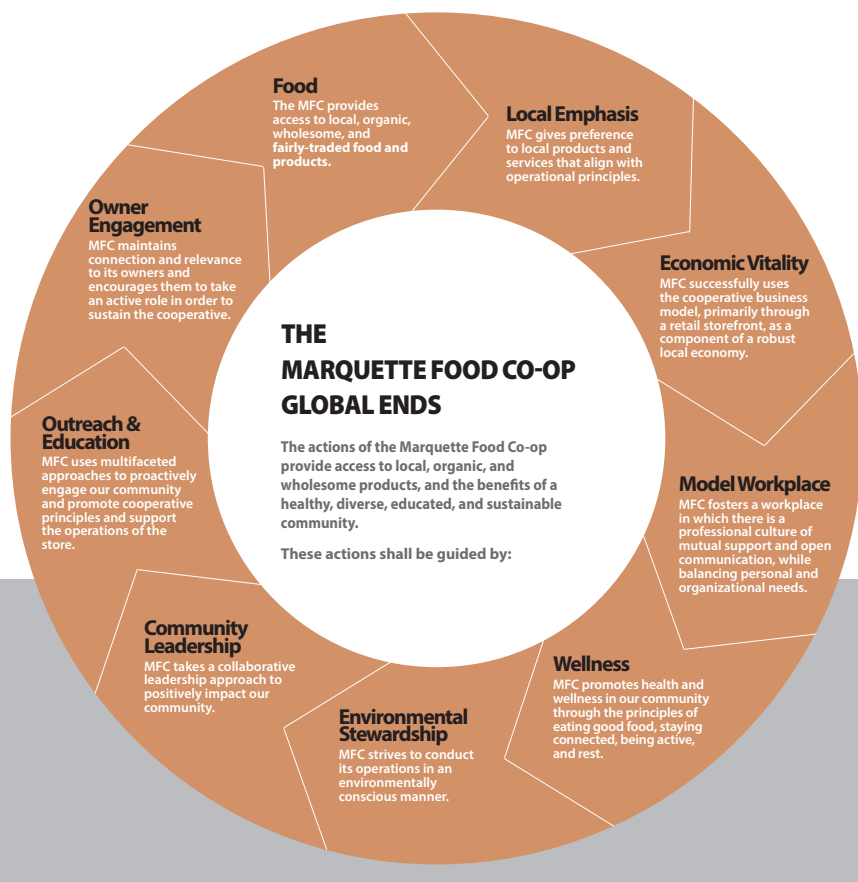 THE
MARQUETTE FOOD CO-OP
GLOBAL ENDS
The actions of the Marquette Food Co-op
provide access to local, organic, and
wholesome products, and the benefits of a
healthy, diverse, educated, and sustainable
community.
These actions shall be guided by:
Food
The MFC provides
access to local, organic,
wholesome, and
fairly-traded food and
products.
Local Emphasis
MFC gives preference
to local products and
services that align with
operational principles.
Economic Vitality
MFC successfully uses
the cooperative business
model, primarily through
a retail storefront, as a
component of a robust
local economy.
Model Workplace
MFC fosters a workplace
in which there is a
professional culture of
mutual support and open
communication, while
balancing personal and
organizational needs.
Wellness
MFC promotes health and
wellness in our community
through the principles of
eating good food, staying
connected, being active,
and rest.
Environmental
Stewardship
MFC strives to conduct
its operations in an
environmentally
conscious manner.
Community
Leadership
MFC takes a collaborative
leadership approach to
positively impact our
community.
Outreach &
Education
MFC uses multifaceted
approaches to proactively
engage our community
and promote cooperative
principles and support
the operations of the
store.
Owner
Engagement
MFC maintains
connection and relevance
to its owners and
encourages them to take
an active role in order to
sustain the cooperative.